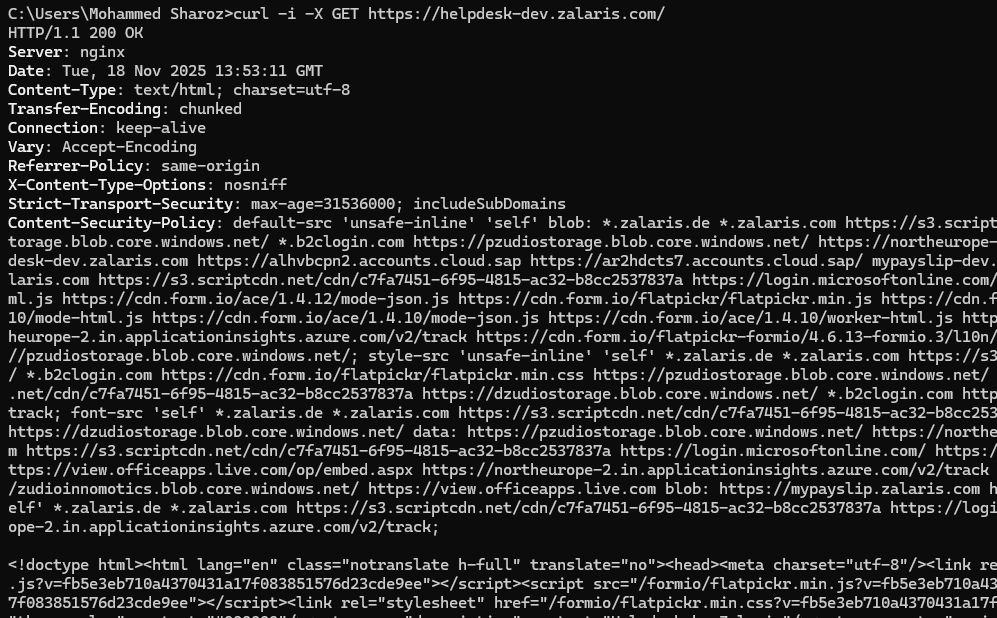 C:\Users\Mohammed Sharoz>curl -i -X GET https://helpdesk-dev.zalaris.com/
HTTP/1.1 200 OK
Server: nginx
Date: Tue, 18 Nov 2025 13:53:11 GMT
Content-Type: text/html; charset=utf-8
Transfer-Encoding: chunked
Connection: keep-alive
Vary: Accept-Encoding
Referrer-Policy: same-origin
X-Content-Type-Options: nosniff
Strict-Transport-Security: max-age=31536000; includeSubDomains
Content-Security-Policy: default-src 'unsafe-inline' 'self' blob: *.zalaris.de *.zalaris.com https://s3.script
torage.blob.core.windows.net/ *.b2clogin.com https://pzudiostorage.blob.core.windows.net/ https://northeurope-
desk-dev.zalaris.com https://alhvbcpn2.accounts.cloud.sap https://ar2hdcts7.accounts.cloud.sap/ mypayslip-dev.
laris.com https://s3.scriptcdn.net/cdn/c7fa7451-6f95-4815-ac32-b8cc2537837a https://login.microsoftonline.com/
ml.js https://cdn.form.io/ace/1.4.12/mode-json.js https://cdn.form.io/flatpickr/flatpickr.min.js https://cdn.f
10/mode-html.js https://cdn.form.io/ace/1.4.10/mode-json.js https://cdn.form.io/ace/1.4.10/worker-html.js http
heurope-2.in.applicationinsights.azure.com/v2/track https://cdn.form.io/flatpickr-formio/4.6.13-formio.3/l10n/
//pzudiostorage.blob.core.windows.net/; style-src 'unsafe-inline' 'self' *.zalaris.de *.zalaris.com https://s3
/ *.b2clogin.com https://cdn.form.io/flatpickr/flatpickr.min.css https://pzudiostorage.blob.core.windows.net/
.net/cdn/c7fa7451-6f95-4815-ac32-b8cc2537837a https://dzudiostorage.blob.core.windows.net/ *.b2clogin.com http
track; font-src 'self' *.zalaris.de *.zalaris.com https://s3.scriptcdn.net/cdn/c7fa7451-6f95-4815-ac32-b8cc253
https://dzudiostorage.blob.core.windows.net/ data: https://pzudiostorage.blob.core.windows.net/ https://northe
m https://s3.scriptcdn.net/cdn/c7fa7451-6f95-4815-ac32-b8cc2537837a https://login.microsoftonline.com/ https:/
ttps://view.officeapps.live.com/op/embed.aspx https://northeurope-2.in.applicationinsights.azure.com/v2/track
/zudioinnomotics.blob.core.windows.net/ https://view.officeapps.live.com blob: https://mypayslip.zalaris.com h
elf' *.zalaris.de *.zalaris.com https://s3.scriptcdn.net/cdn/c7fa7451-6f95-4815-ac32-b8cc2537837a https://logi
ope-2.in.applicationinsights.azure.com/v2/track;
<!doctype html><html lang="en" class="notranslate h-full" translate="no"><head><meta charset="utf-8"/><link re
.js?v=fb5e3eb710a4370431a17f083851576d23cde9ee"></script><script src="/formio/flatpickr.min.js?v=fb5e3eb710a43
7f083851576d23cde9ee"></script><link rel="stylesheet" href="/formio/flatpickr.min.css?v=fb5e3eb710a4370431a17f